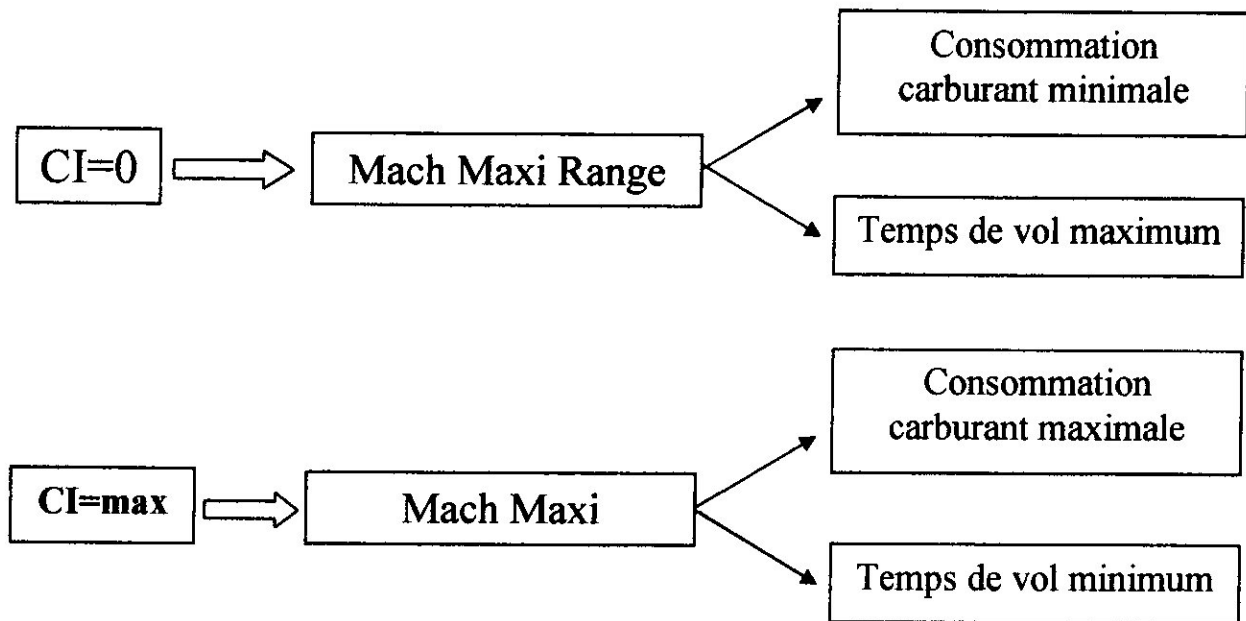 Consommation
carburant minimale
CI=0
Mach Maxi Range
Temps de vol maximum
Consommation
carburant maximale
CI=max
Mach Maxi
Temps de vol minimum